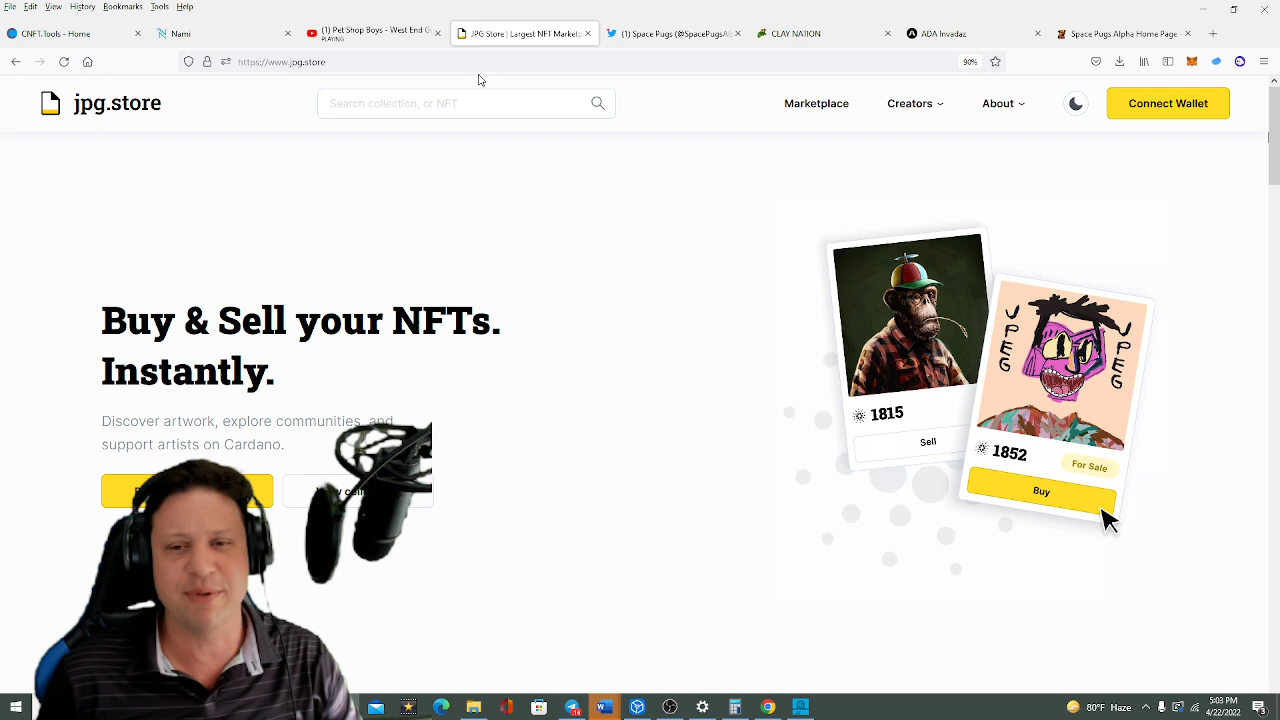 File Edit View History Bookmarks Tools Help
CNFT.Tools - Home
Nami
(1) Pet Shop Boys - West End G
PLAYING
JPG Store | Largest NFT Marketp
(1) Space Pugs (@SpacePugsAl
CLAY NATION
ADA Invadaz
Space Pugs Alpha Home Page -
https://www.jpg.store
90%
jpg.store
Search collection, or NFT
Marketplace
Creators
About
Connect Wallet
Buy & Sell your NFTs.
Instantly.
Discover artwork, explore communities, and
support artists on Cardano.
1815
Sell
JPEG
JPEG
1852
For Sale
Buy
80°F Haze
5:03 PM
4/22/2022